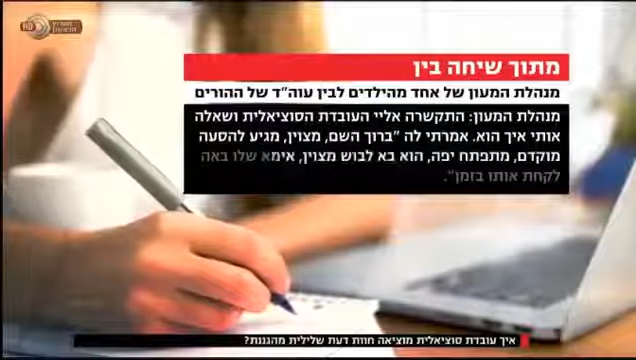 מתוך שיחה בין
מנהלת המעון של אחד מהילדים לבין עוה"ד של ההורים
מנהלת המעון: התקשרה אליי העובדת הסוציאלית ושאלה
אותי איך הוא. אמרתי לה "ברוך השם, מצוין, מגיע להסעה
מוקדם, מתפתח יפה, הוא בא לבוש מצוין, אימא שלו באה
לקחת אותו בזמן".
איך עובדת סוציאלית מוציאה חוות דעת שלילית מהגננת?
HD